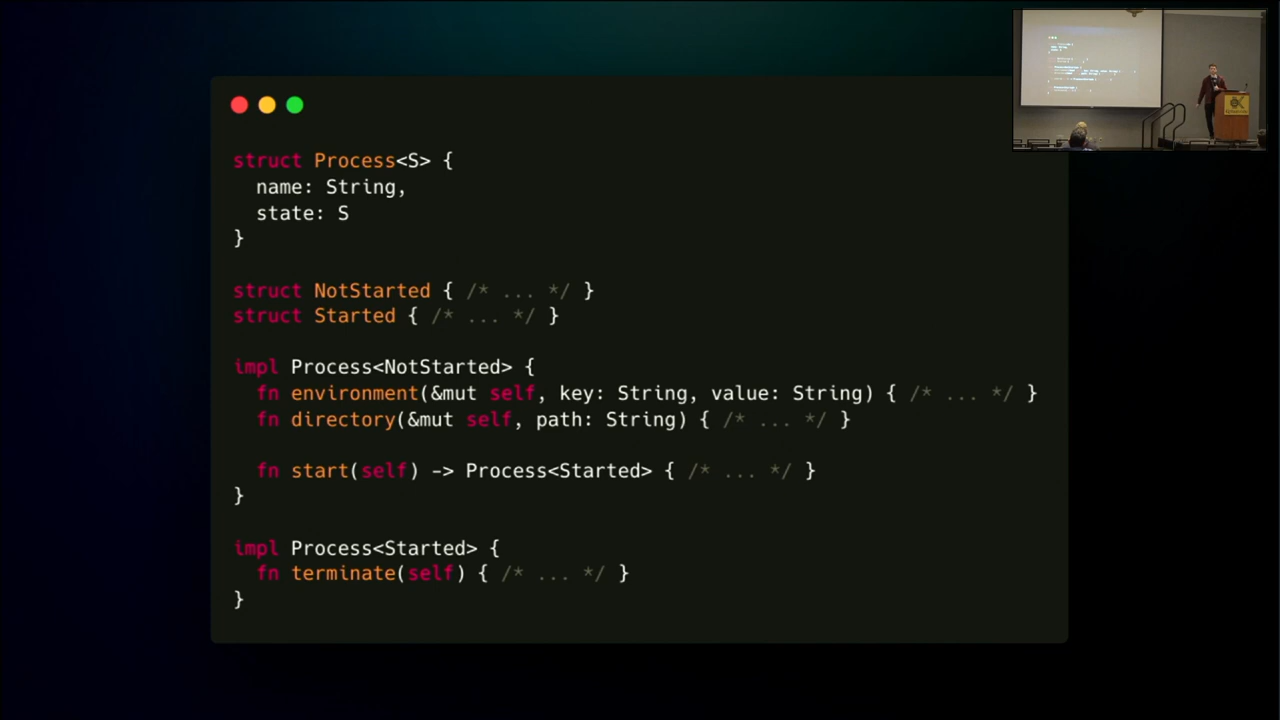 struct Process<S> {
  name: String,
  state: S
}

struct NotStarted { /* ... */ }
struct Started { /* ... */ }

impl Process<NotStarted> {
  fn environment(&mut self, key: String, value: String) { /* ... */ }
  fn directory(&mut self, path: String) { /* ... */ }

  fn start(self) -> Process<Started> { /* ... */ }
}

impl Process<Started> {
  fn terminate(self) { /* ... */ }
}